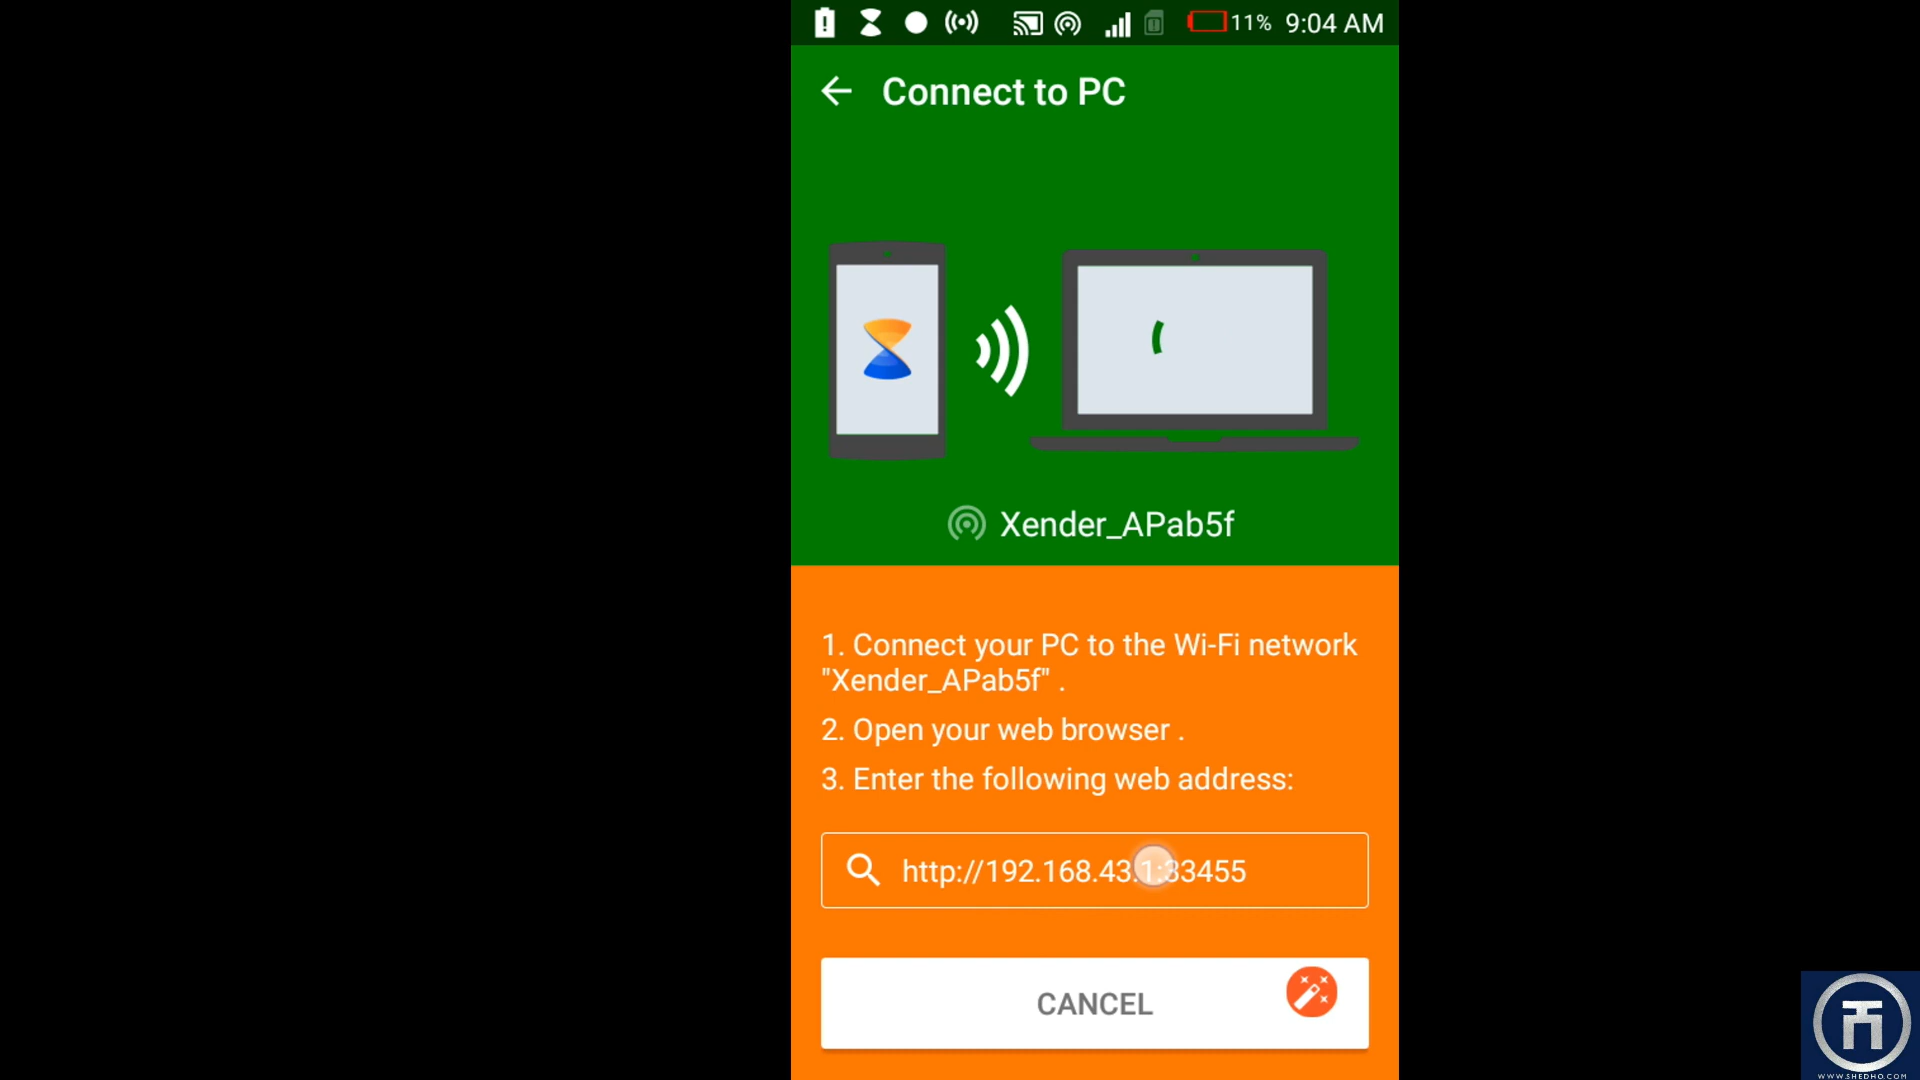 11% 9:04 AM
Connect to PC
Xender_APab5f
1. Connect your PC to the Wi-Fi network
"Xender_APab5f" .
2. Open your web browser .
3. Enter the following web address:
http://192.168.43.1:33455
CANCEL
WWW.SHEDHO.COM